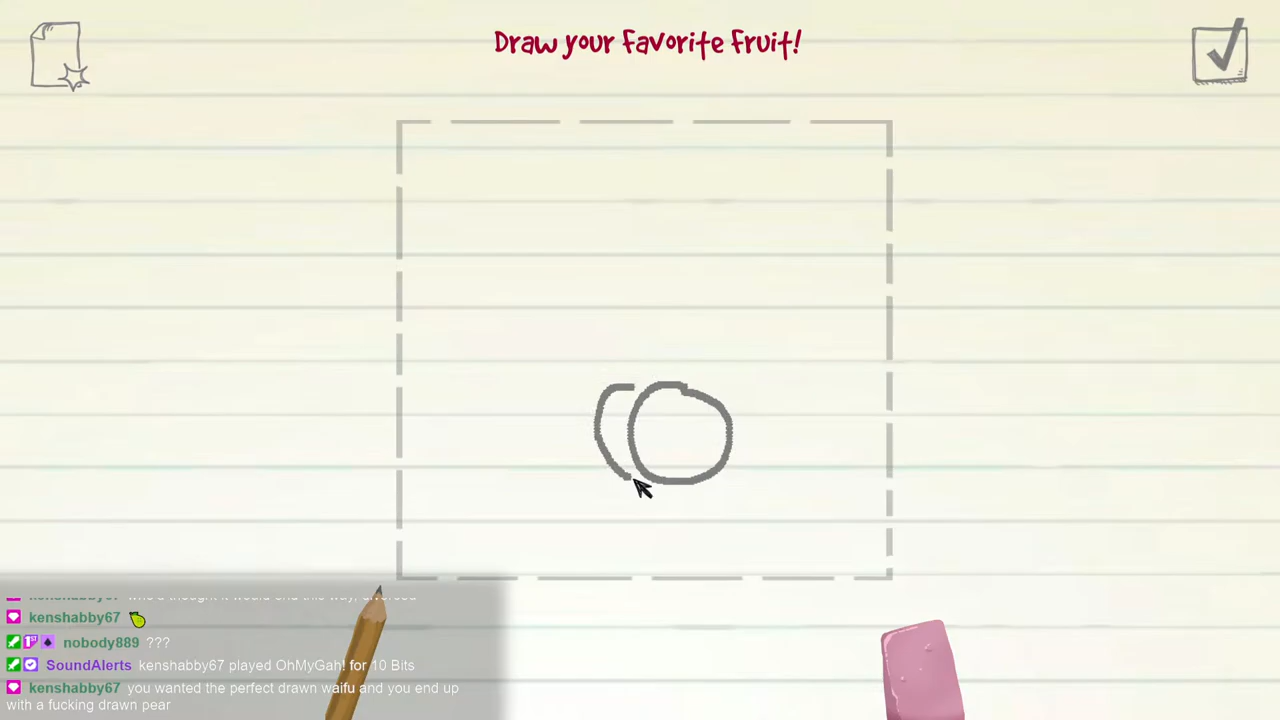 Draw your favorite fruit!
kenshabby67
nobody889 ???
SoundAlerts kenshabby67 played OhMyGah! for 10 Bits
kenshabby67 you wanted the perfect drawn waifu and you end up
with a fucking drawn pear